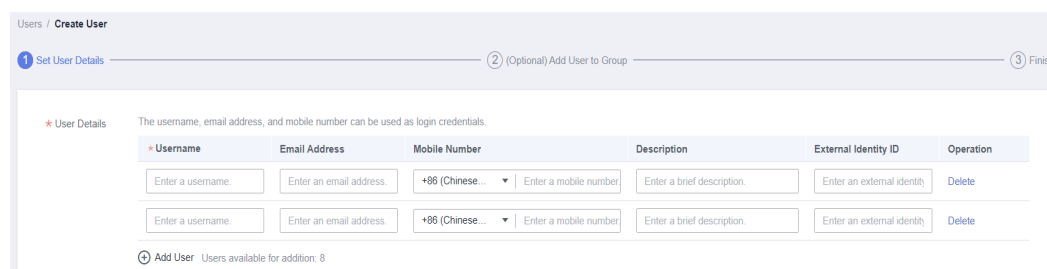 Users / Create User
1 Set User Details 2 (Optional) Add User to Group 3 Finis
* User Details The username, email address, and mobile number can be used as login credentials.
* Username Email Address Mobile Number Description External Identity ID Operation
Enter a username. Enter an email address. +86 (Chinese... Enter a mobile number. Enter a brief description. Enter an external identity Delete
Enter a username. Enter an email address. +86 (Chinese... Enter a mobile number. Enter a brief description. Enter an external identity Delete
Add User Users available for addition: 8